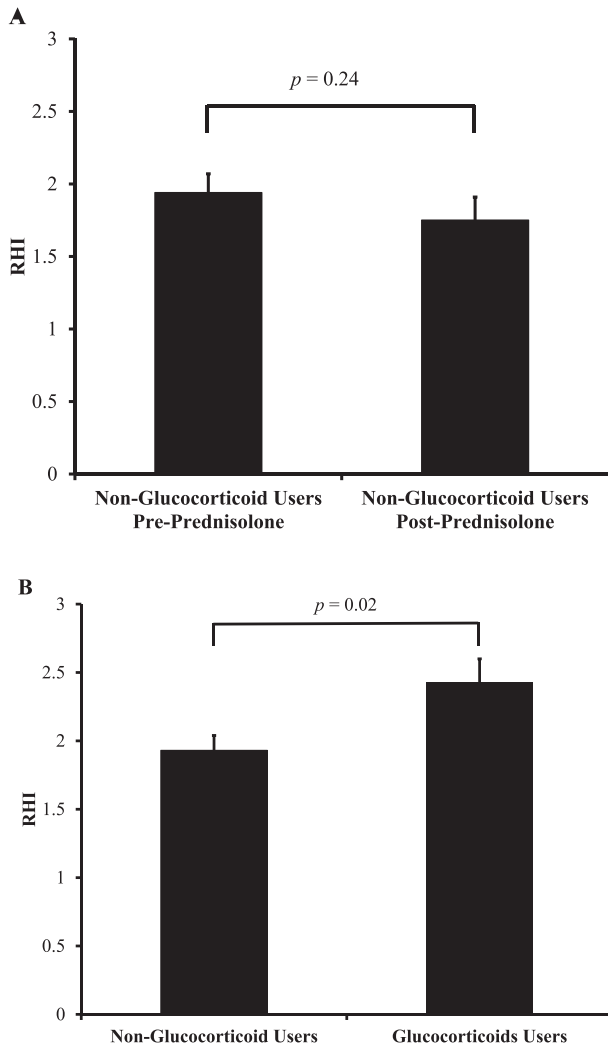 A
3
p = 0.24
2.5
2
1.5
RHI
1
0.5
0
Non-Glucocorticoid Users Non-Glucocorticoid Users
Pre-Prednisolone Post-Prednisolone
B
3
p = 0.02
2.5
2
1.5
RHI
1
0.5
0
Non-Glucocorticoid Users Glucocorticoids Users